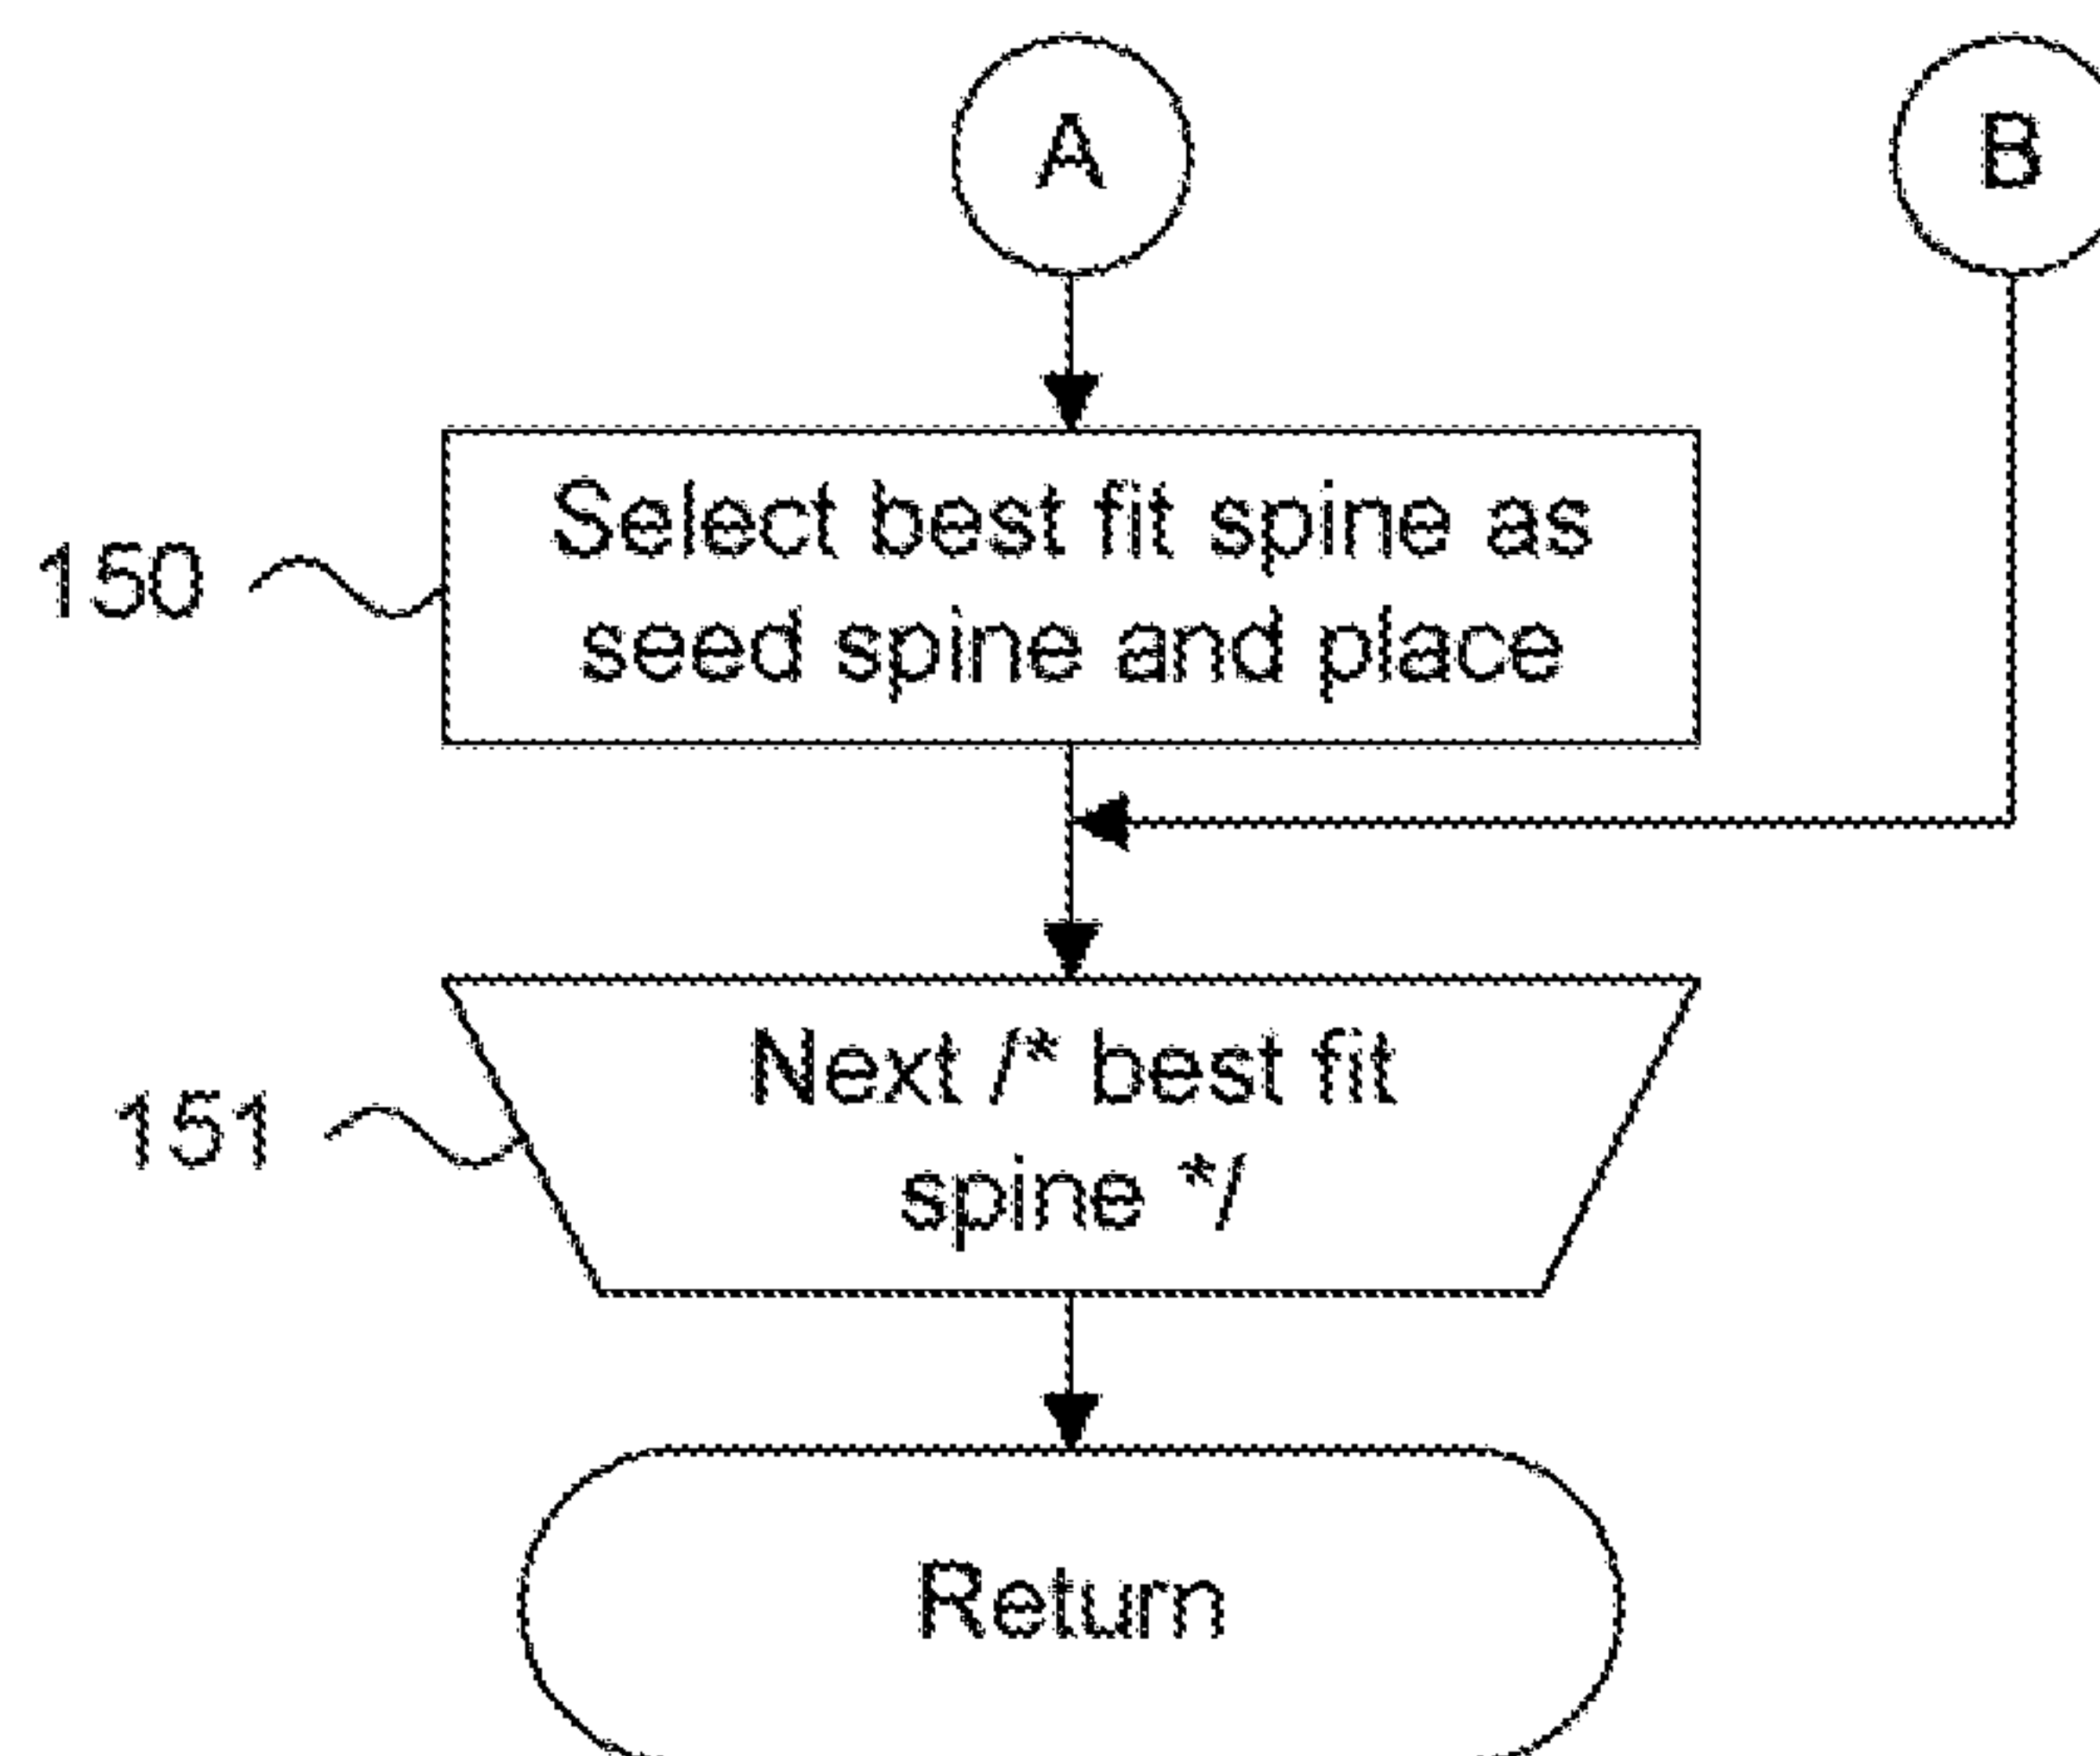 A
B
150
Select best fit spine as
seed spine and place
151
Next /* best fit
spine */
Return